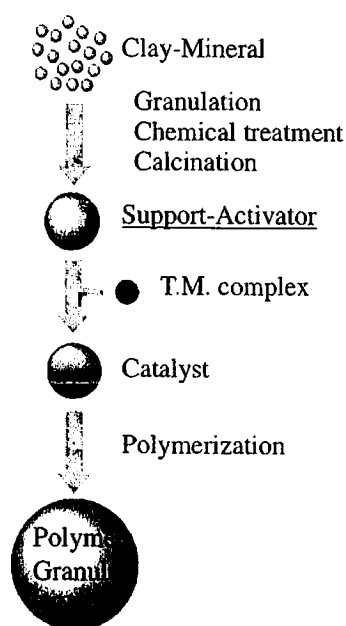 Clay-Mineral
Granulation
Chemical treatment
Calcination
Support-Activator
T.M. complex
Catalyst
Polymerization